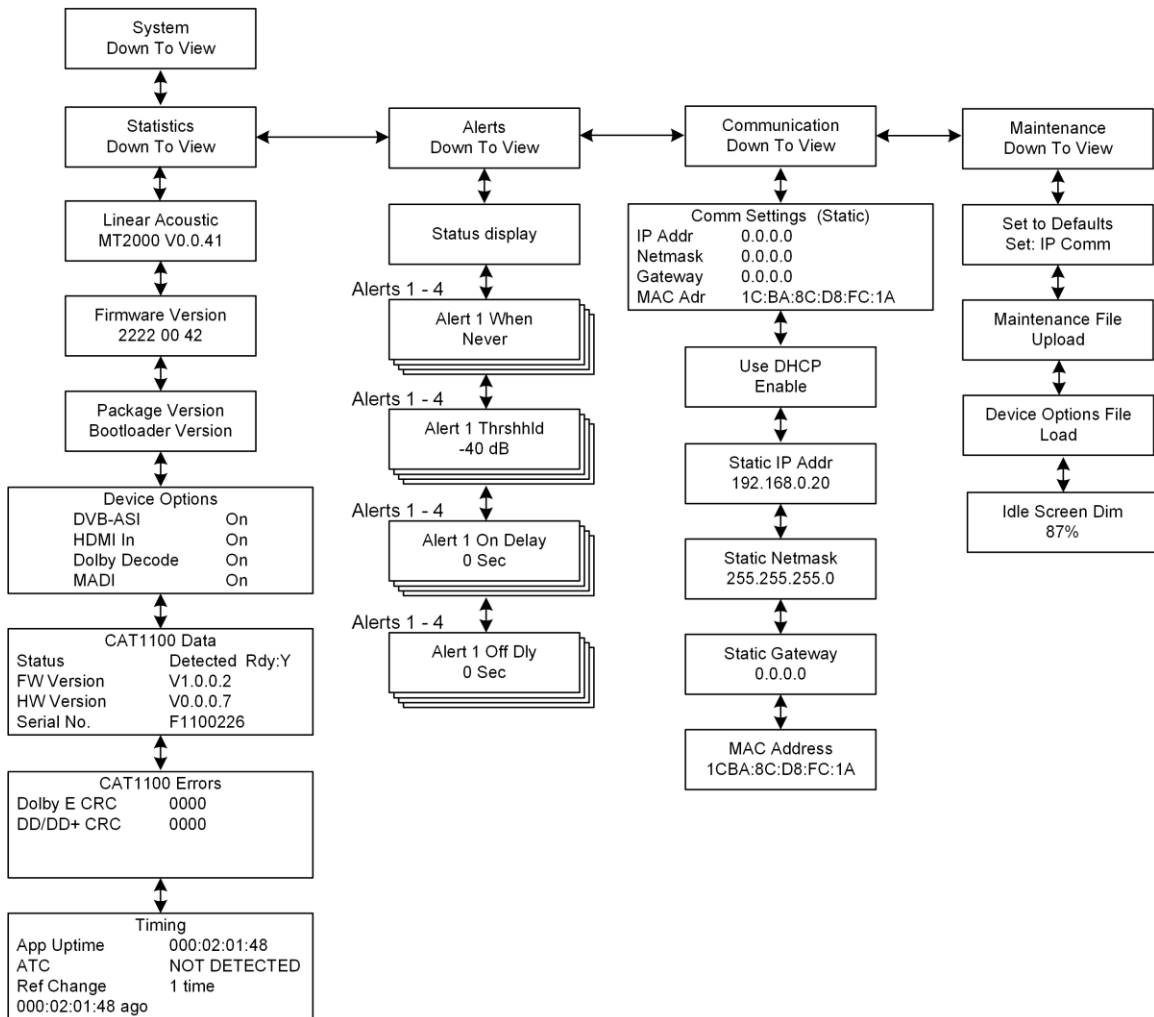 System
Down To View
Statistics
Down To View
Linear Acoustic
MT2000 V0.0.41
Firmware Version
2222 00 42
Package Version
Bootloader Version
Device Options
DVB-ASI On
HDMI In On
Dolby Decode On
MADI On
CAT1100 Data
Status Detected Rdy:Y
FW Version V1.0.0.2
HW Version V0.0.0.7
Serial No. F1100226
CAT1100 Errors
Dolby E CRC 0000
DD/DD+ CRC 0000
Timing
App Uptime 000:02:01:48
ATC NOT DETECTED
Ref Change 1 time
000:02:01:48 ago
Alerts
Down To View
Status display
Alerts 1 - 4
Alert 1 When
Never
Alerts 1 - 4
Alert 1 Thrshhld
-40 dB
Alerts 1 - 4
Alert 1 On Delay
0 Sec
Alerts 1 - 4
Alert 1 Off Dly
0 Sec
Communication
Down To View
Comm Settings (Static)
IP Addr 0.0.0.0
Netmask 0.0.0.0
Gateway 0.0.0.0
MAC Adr 1C:BA:8C:D8:FC:1A
Use DHCP
Enable
Static IP Addr
192.168.0.20
Static Netmask
255.255.255.0
Static Gateway
0.0.0.0
MAC Address
1CBA:8C:D8:FC:1A
Maintenance
Down To View
Set to Defaults
Set: IP Comm
Maintenance File
Upload
Device Options File
Load
Idle Screen Dim
87%